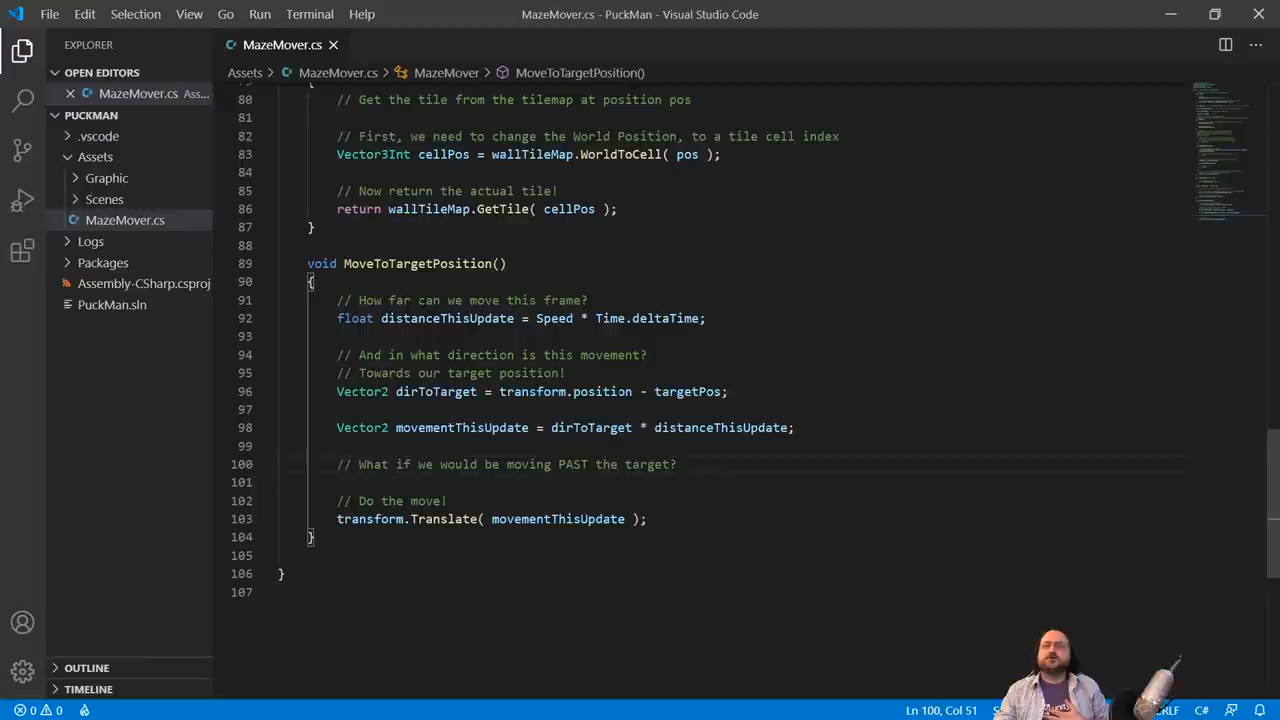 File Edit Selection View Go Run Terminal Help
MazeMover.cs - PuckMan - Visual Studio Code
EXPLORER
OPEN EDITORS
MazeMover.cs Ass...
PUCKMAN
.vscode
Assets
Graphic
Scenes
MazeMover.cs
Logs
Packages
Assembly-CSharp.csproj
PuckMan.sln
OUTLINE
TIMELINE
MazeMover.cs
Assets > MazeMover.cs > MazeMover > MoveToTargetPosition()
80 // Get the tile from the tilemap at position pos
81
82 // First, we need to change the World Position, to a tile cell index
83 Vector3Int cellPos = wallTileMap.WorldToCell( pos );
84
85 // Now return the actual tile!
86 return wallTileMap.GetTile( cellPos );
87 }
88
89 void MoveToTargetPosition()
90 {
91 // How far can we move this frame?
92 float distanceThisUpdate = Speed * Time.deltaTime;
93
94 // And in what direction is this movement?
95 // Towards our target position!
96 Vector2 dirToTarget = transform.position - targetPos;
97
98 Vector2 movementThisUpdate = dirToTarget * distanceThisUpdate;
99
100 // What if we would be moving PAST the target?
101
102 // Do the move!
103 transform.Translate( movementThisUpdate );
104 }
105
106 }
107
0 0
Ln 100, Col 51
C#